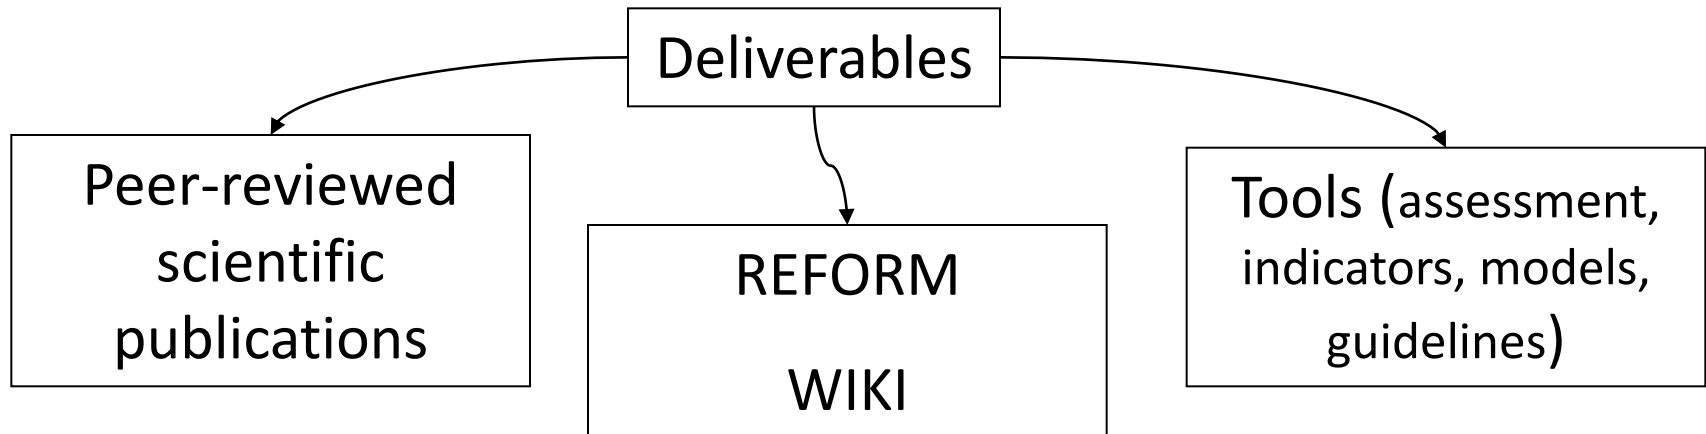 Deliverables
Peer-reviewed
scientific
publications
REFORM
WIKI
Tools (assessment,
indicators, models,
guidelines)